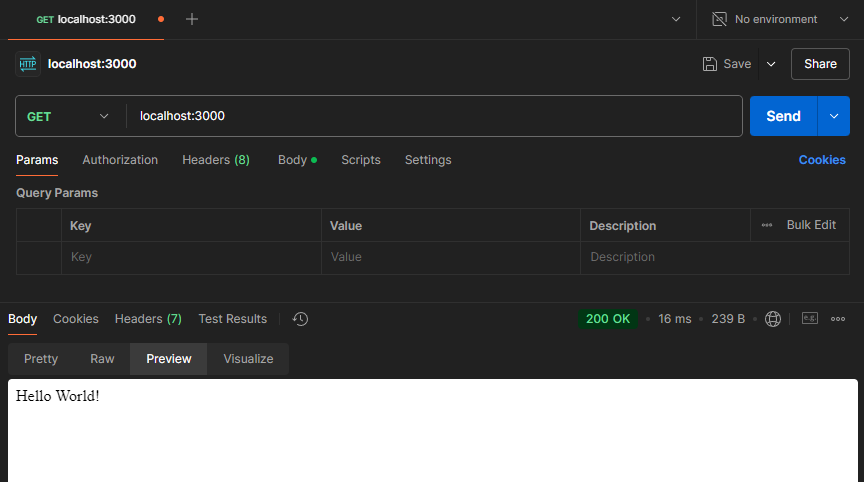 GET localhost:3000
No environment
HTTP localhost:3000 Save Share
GET localhost:3000 Send
Params Authorization Headers (8) Body Scripts Settings Cookies
Query Params
Key Value Description Bulk Edit
Key Value Description
Body Cookies Headers (7) Test Results 200 OK 16 ms 239 B e.g.
Pretty Raw Preview Visualize
Hello World!